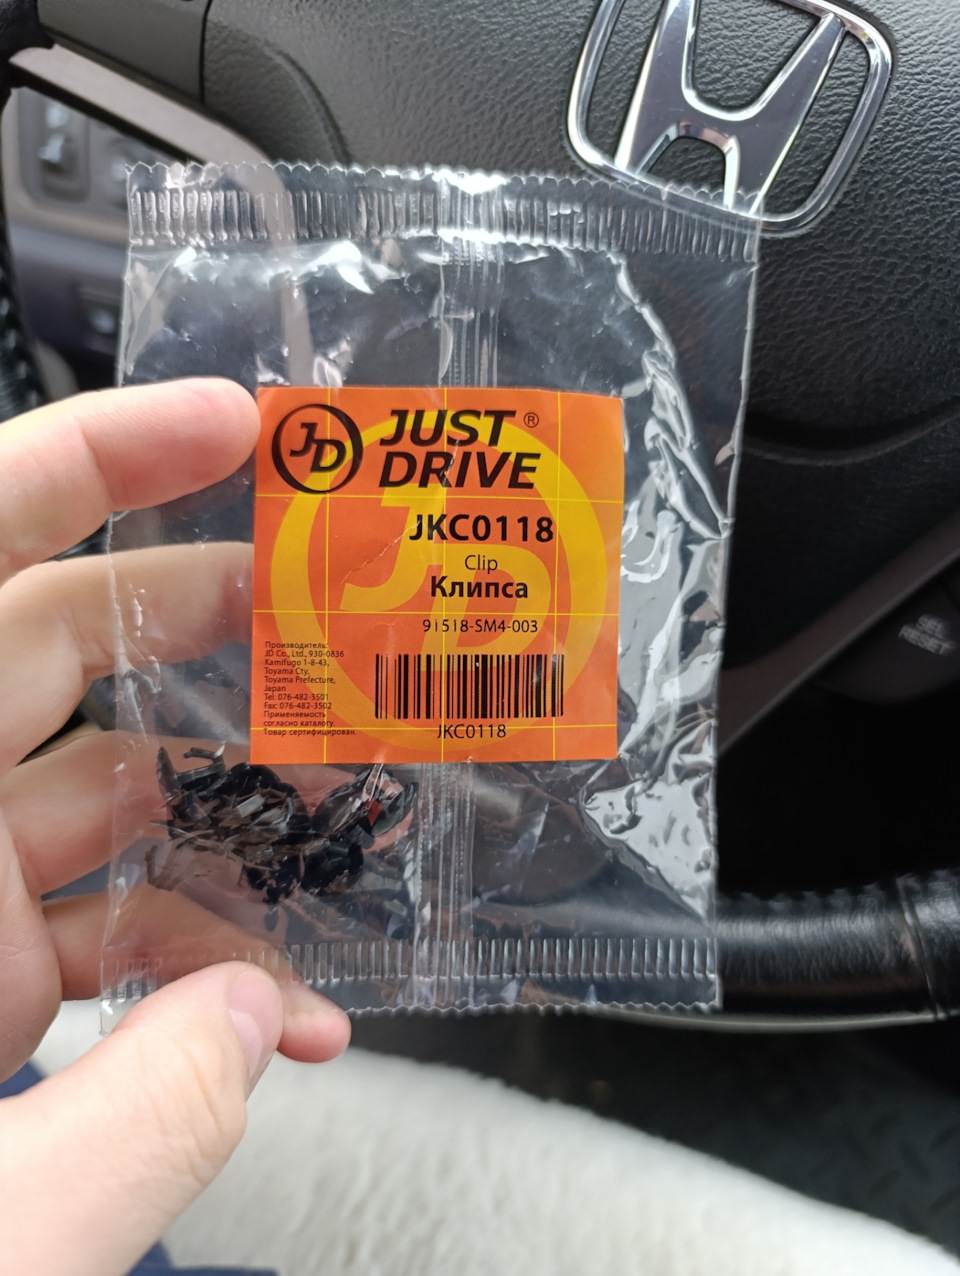 JD
JUST ®
DRIVE
JKC0118
Clip
Клипса
91518-SM4-003
Производитель:
JD Co., Ltd., 930-0836
Kamifugo 1-8-43,
Toyama Cty,
Toyama Prefecture,
Japan
Tel: 076-482-3501
Fax: 076-482-3502
Применяемость
согласно каталогу.
Товар сертифицирован.
JKC0118
SEL
RESET